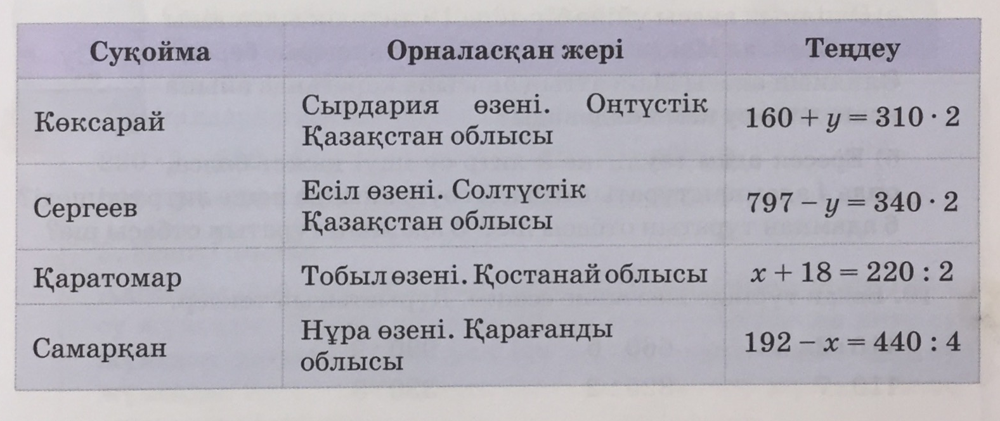 Суқойма
Орналасқан жері
Теңдеу
Көксарай
Сырдария өзені. Оңтүстік
Қазақстан облысы
160 + y = 310 · 2
Сергеев
Есіл өзені. Солтүстік
Қазақстан облысы
797 – y = 340 · 2
Қаратомар
Тобыл өзені. Қостанай облысы
x + 18 = 220 : 2
Самарқан
Нұра өзені. Қарағанды
облысы
192 – x = 440 : 4